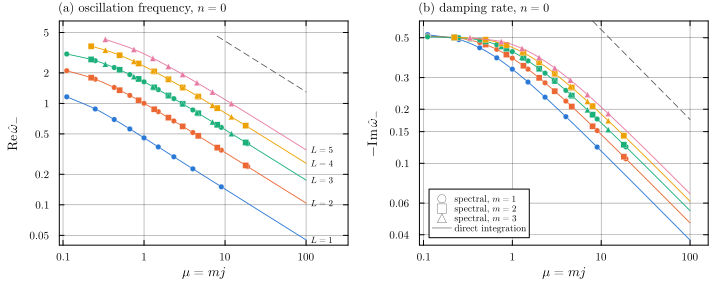 (a) oscillation frequency, n = 0
Re ω̂₋
5
2
1
0.5
0.2
0.1
0.05
L = 5
L = 4
L = 3
L = 2
L = 1
0.1
1
10
100
μ = mj
(b) damping rate, n = 0
−Im ω̂₋
0.5
0.3
0.2
0.15
0.1
0.06
0.04
spectral, m = 1
spectral, m = 2
spectral, m = 3
direct integration
0.1
1
10
100
μ = mj